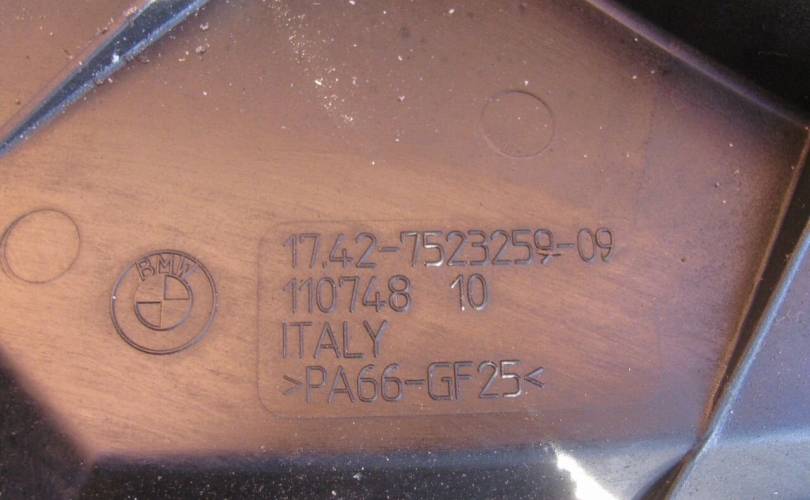 BMW
17.42-7523259-09
110748 10
ITALY
>PA66-GF25<